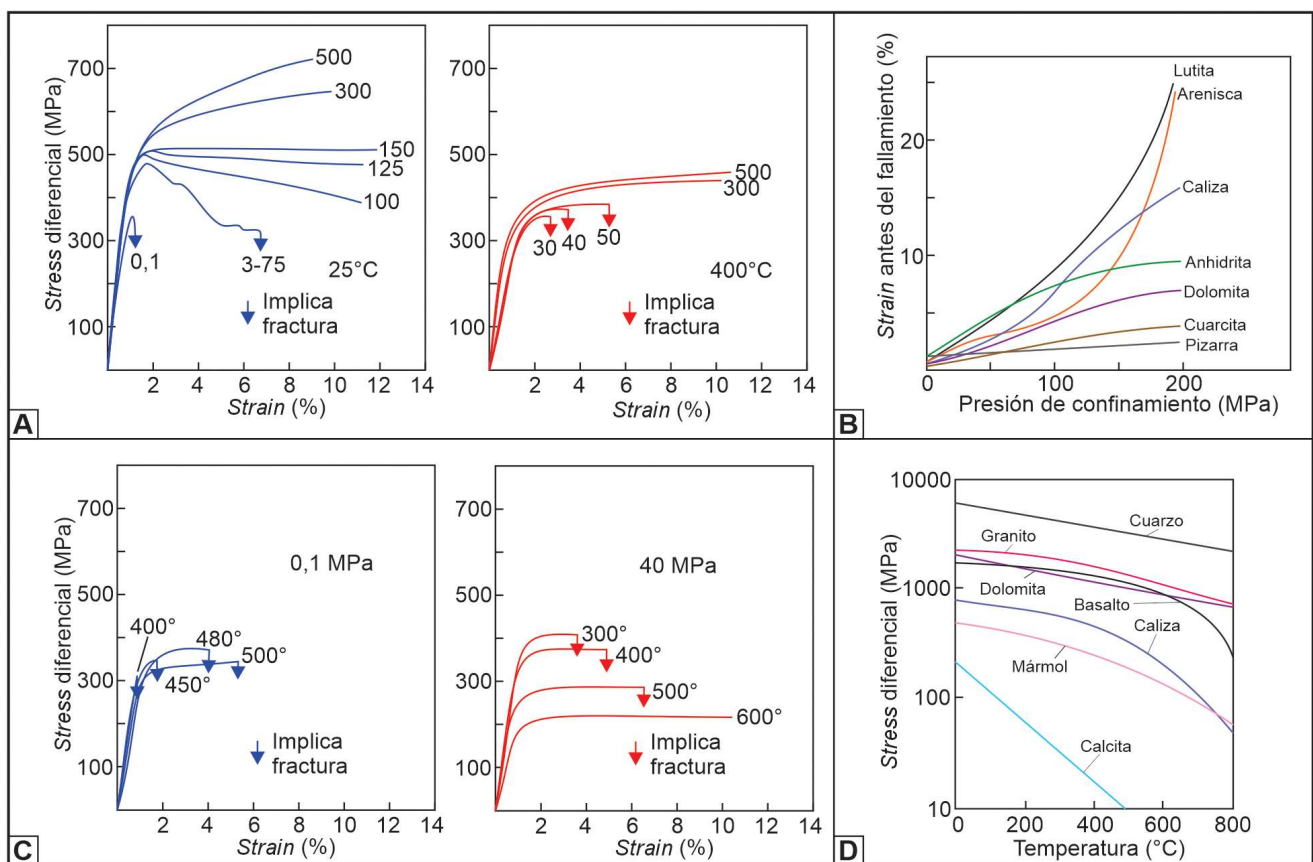 Stress diferencial (MPa)
700
500
300
100
500
300
150
125
100
0,1
3-75
25°C
Implica
fractura
2 4 6 8 10 12 14
Strain (%)
A
500
300
30
40
50
400°C
Implica
fractura
2 4 6 8 10 12 14
Strain (%)
Strain antes del fallamiento (%)
20
10
Lutita
Arenisca
Caliza
Anhidrita
Dolomita
Cuarcita
Pizarra
0 100 200
Presión de confinamiento (MPa)
B
Stress diferencial (MPa)
700
500
300
100
0,1 MPa
400°
480°
500°
450°
Implica
fractura
2 4 6 8 10 12 14
Strain (%)
C
700
500
300
100
40 MPa
300°
400°
500°
600°
Implica
fractura
2 4 6 8 10 12 14
Strain (%)
Stress diferencial (MPa)
10000
1000
100
10
Cuarzo
Granito
Dolomita
Basalto
Caliza
Mármol
Calcita
0 200 400 600 800
Temperatura (°C)
D